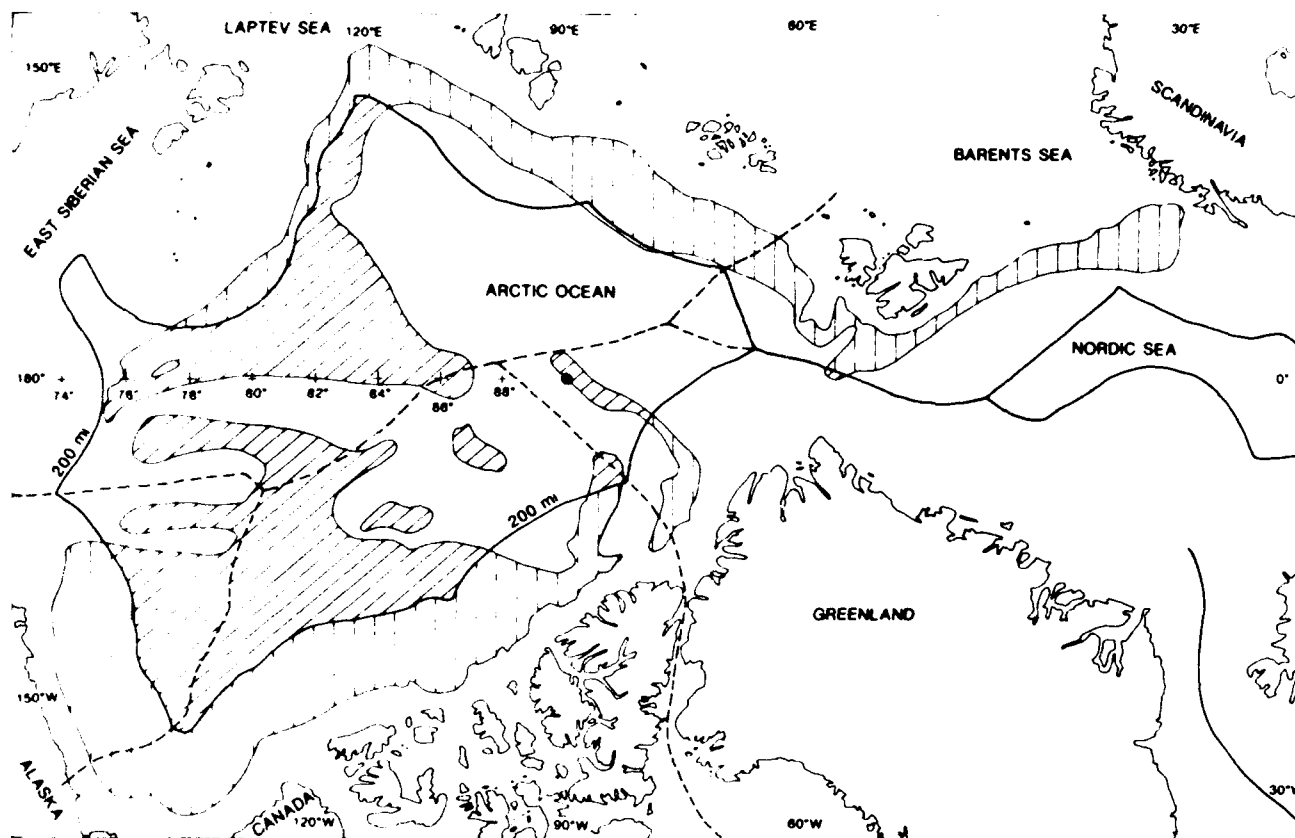 LAPTEV SEA
120°E
90°E
60°E
30°E
150°E
SCANDINAVIA
BARENTS SEA
EAST SIBERIAN SEA
ARCTIC OCEAN
NORDIC SEA
180°
74°
76°
78°
80°
82°
84°
86°
88°
0°
200 mi
200 mi
GREENLAND
150°W
ALASKA
CANADA
120°W
90°W
60°W